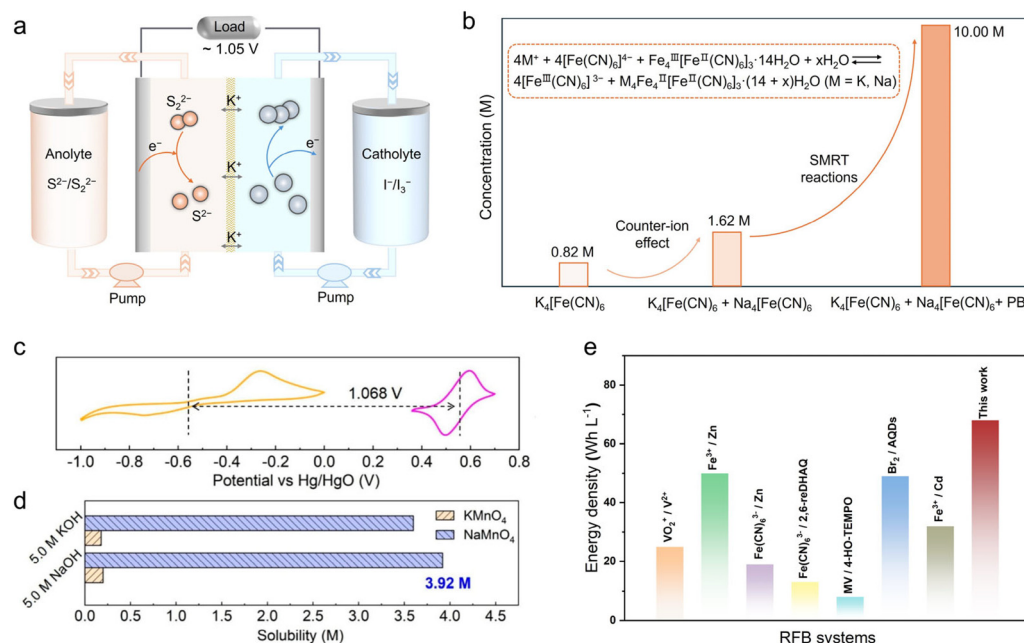 a
Load
~ 1.05 V
Anolyte
S²⁻/S₂²⁻
Catholyte
I⁻/I₃⁻
S₂²⁻
e⁻
S²⁻
K⁺
K⁺
K⁺
e⁻
Pump
Pump
b
Concentration (M)
4M⁺ + 4[Fe(CN)₆]⁴⁻ + Fe₄ᴵᴵᴵ[Feᴵᴵ(CN)₆]₃·14H₂O + xH₂O ⇌
4[Feᴵᴵᴵ(CN)₆]³⁻ + M₄Fe₄ᴵᴵ[Feᴵᴵ(CN)₆]₃·(14 + x)H₂O (M = K, Na)
10.00 M
SMRT
reactions
Counter-ion
effect
0.82 M
1.62 M
K₄[Fe(CN)₆]
K₄[Fe(CN)₆ + Na₄[Fe(CN)₆
K₄[Fe(CN)₆ + Na₄[Fe(CN)₆+ PB
c
1.068 V
-1.0 -0.8 -0.6 -0.4 -0.2 0.0 0.2 0.4 0.6 0.8
Potential vs Hg/HgO (V)
d
5.0 M KOH
5.0 M NaOH
KMnO₄
NaMnO₄
3.92 M
0.0 0.5 1.0 1.5 2.0 2.5 3.0 3.5 4.0 4.5 5.0
Solubility (M)
e
Energy density (Wh L⁻¹)
80
60
40
20
0
VO₂⁺ / V²⁺
Fe³⁺ / Zn
Fe(CN)₆³⁻ / Zn
Fe(CN)₆³⁻ / 2,6-reDHAQ
MV / 4-HO-TEMPO
Br₂ / AQDs
Fe³⁺ / Cd
This work
RFB systems